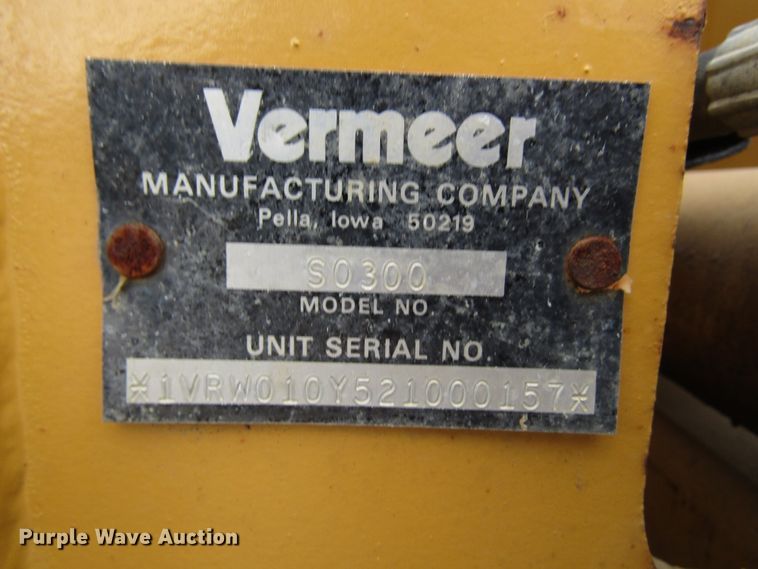 Vermeer
MANUFACTURING COMPANY
Pella, Iowa 50219
S0300
MODEL NO.
UNIT SERIAL NO.
*1VRW010Y521000157*
Purple Wave Auction